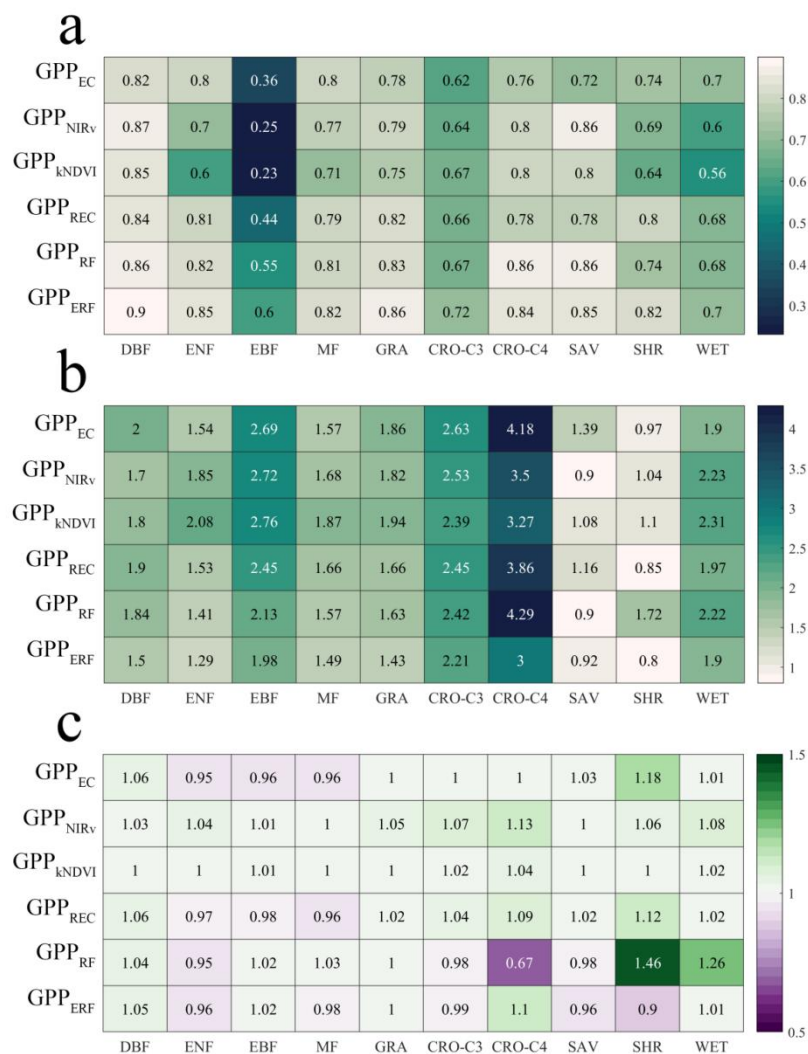 a
GPP_EC 0.82 0.8 0.36 0.8 0.78 0.62 0.76 0.72 0.74 0.7
GPP_NIRv 0.87 0.7 0.25 0.77 0.79 0.64 0.8 0.86 0.69 0.6
GPP_kNDVI 0.85 0.6 0.23 0.71 0.75 0.67 0.8 0.8 0.64 0.56
GPP_REC 0.84 0.81 0.44 0.79 0.82 0.66 0.78 0.78 0.8 0.68
GPP_RF 0.86 0.82 0.55 0.81 0.83 0.67 0.86 0.86 0.74 0.68
GPP_ERF 0.9 0.85 0.6 0.82 0.86 0.72 0.84 0.85 0.82 0.7
DBF ENF EBF MF GRA CRO-C3 CRO-C4 SAV SHR WET
0.8
0.7
0.6
0.5
0.4
0.3
b
GPP_EC 2 1.54 2.69 1.57 1.86 2.63 4.18 1.39 0.97 1.9
GPP_NIRv 1.7 1.85 2.72 1.68 1.82 2.53 3.5 0.9 1.04 2.23
GPP_kNDVI 1.8 2.08 2.76 1.87 1.94 2.39 3.27 1.08 1.1 2.31
GPP_REC 1.9 1.53 2.45 1.66 1.66 2.45 3.86 1.16 0.85 1.97
GPP_RF 1.84 1.41 2.13 1.57 1.63 2.42 4.29 0.9 1.72 2.22
GPP_ERF 1.5 1.29 1.98 1.49 1.43 2.21 3 0.92 0.8 1.9
DBF ENF EBF MF GRA CRO-C3 CRO-C4 SAV SHR WET
4
3.5
3
2.5
2
1.5
1
c
GPP_EC 1.06 0.95 0.96 0.96 1 1 1 1.03 1.18 1.01
GPP_NIRv 1.03 1.04 1.01 1 1.05 1.07 1.13 1 1.06 1.08
GPP_kNDVI 1 1 1.01 1 1 1.02 1.04 1 1 1.02
GPP_REC 1.06 0.97 0.98 0.96 1.02 1.04 1.09 1.02 1.12 1.02
GPP_RF 1.04 0.95 1.02 1.03 1 0.98 0.67 0.98 1.46 1.26
GPP_ERF 1.05 0.96 1.02 0.98 1 0.99 1.1 0.96 0.9 1.01
DBF ENF EBF MF GRA CRO-C3 CRO-C4 SAV SHR WET
1.5
1
0.5